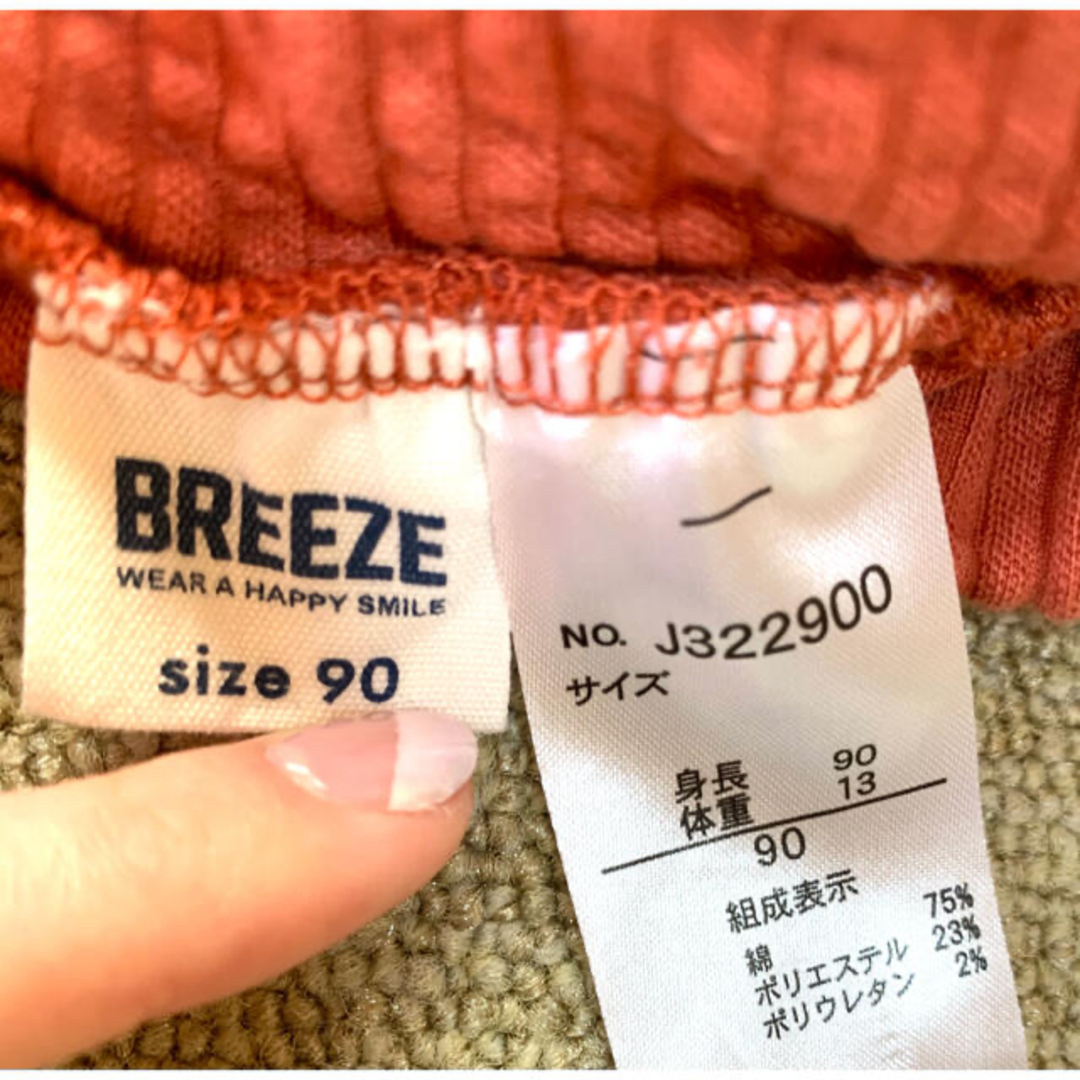 BREEZE
WEAR A HAPPY SMILE
size 90
NO. J322900
サイズ
身長 90
体重 13
90
組成表示
綿 75%
ポリエステル 23%
ポリウレタン 2%